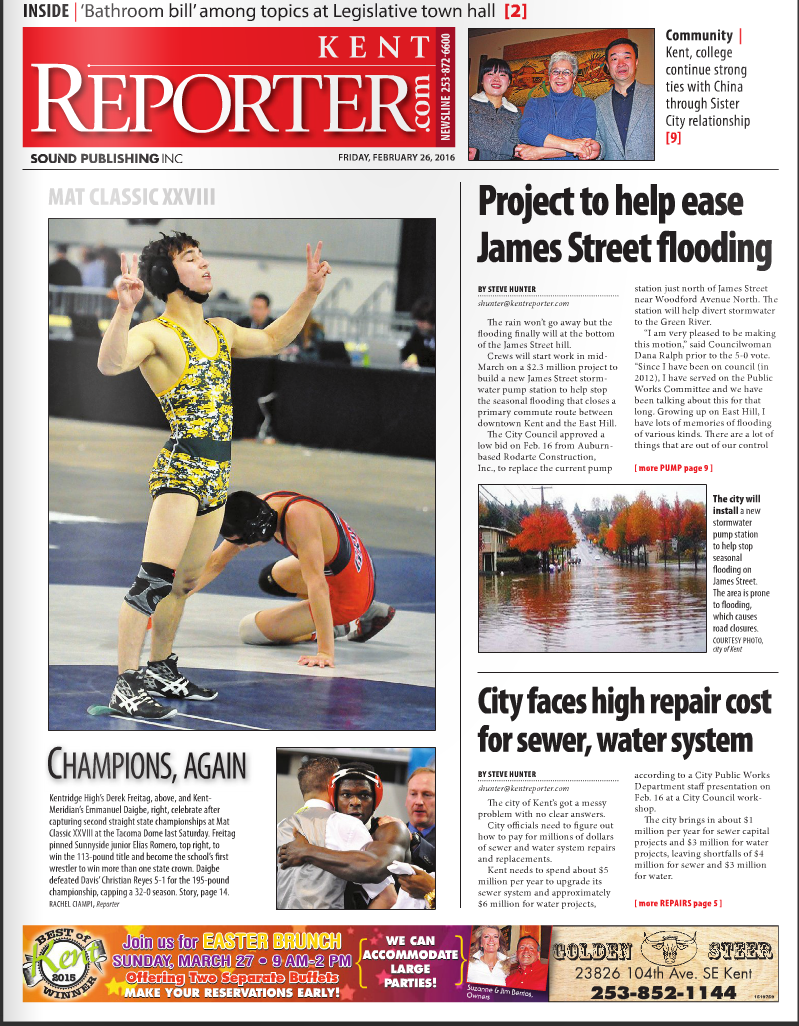 INSIDE | 'Bathroom bill' among topics at Legislative town hall [2]
KENT
REPORTER
.com
NEWSLINE 253-872-6600
SOUND PUBLISHING INC
FRIDAY, FEBRUARY 26, 2016
Community |
Kent, college
continue strong
ties with China
through Sister
City relationship
[9]
MAT CLASSIC XXVIII
CHAMPIONS, AGAIN
Kentridge High's Derek Freitag, above, and Kent-
Meridian's Emmanuel Daigbe, right, celebrate after
capturing second straight state championships at Mat
Classic XXVIII at the Tacoma Dome last Saturday. Freitag
pinned Sunnyside junior Elias Romero, top right, to
win the 113-pound title and become the school's first
wrestler to win more than one state crown. Daigbe
defeated Davis' Christian Reyes 5-1 for the 195-pound
championship, capping a 32-0 season. Story, page 14.
RACHEL CIAMPI, Reporter
Project to help ease
James Street flooding
BY STEVE HUNTER
shunter@kentreporter.com
The rain won't go away but the
flooding finally will at the bottom
of the James Street hill.
Crews will start work in mid-
March on a $2.3 million project to
build a new James Street storm-
water pump station to help stop
the seasonal flooding that closes a
primary commute route between
downtown Kent and the East Hill.
The City Council approved a
low bid on Feb. 16 from Auburn-
based Rodarte Construction,
Inc., to replace the current pump
station just north of James Street
near Woodford Avenue North. The
station will help divert stormwater
to the Green River.
"I am very pleased to be making
this motion," said Councilwoman
Dana Ralph prior to the 5-0 vote.
"Since I have been on council (in
2012), I have served on the Public
Works Committee and we have
been talking about this for that
long. Growing up on East Hill, I
have lots of memories of flooding
of various kinds. There are a lot of
things that are out of our control
[ more PUMP page 9 ]
The city will
install a new
stormwater
pump station
to help stop
seasonal
flooding on
James Street.
The area is prone
to flooding,
which causes
road closures.
COURTESY PHOTO,
city of Kent
City faces high repair cost
for sewer, water system
BY STEVE HUNTER
shunter@kentreporter.com
The city of Kent's got a messy
problem with no clear answers.
City officials need to figure out
how to pay for millions of dollars
of sewer and water system repairs
and replacements.
Kent needs to spend about $5
million per year to upgrade its
sewer system and approximately
$6 million for water projects,
according to a City Public Works
Department staff presentation on
Feb. 16 at a City Council work-
shop.
The city brings in about $1
million per year for sewer capital
projects and $3 million for water
projects, leaving shortfalls of $4
million for sewer and $3 million
for water.
[ more REPAIRS page 5 ]
BEST OF
Kent
2015
WINNER
Join us for EASTER BRUNCH
SUNDAY, MARCH 27 • 9 AM-2 PM
Offering Two Separate Buffets
MAKE YOUR RESERVATIONS EARLY!
WE CAN
ACCOMMODATE
LARGE
PARTIES!
Suzanne & Jim Berrios,
Owners
GOLDEN STEER
23826 104th Ave. SE Kent
253-852-1144